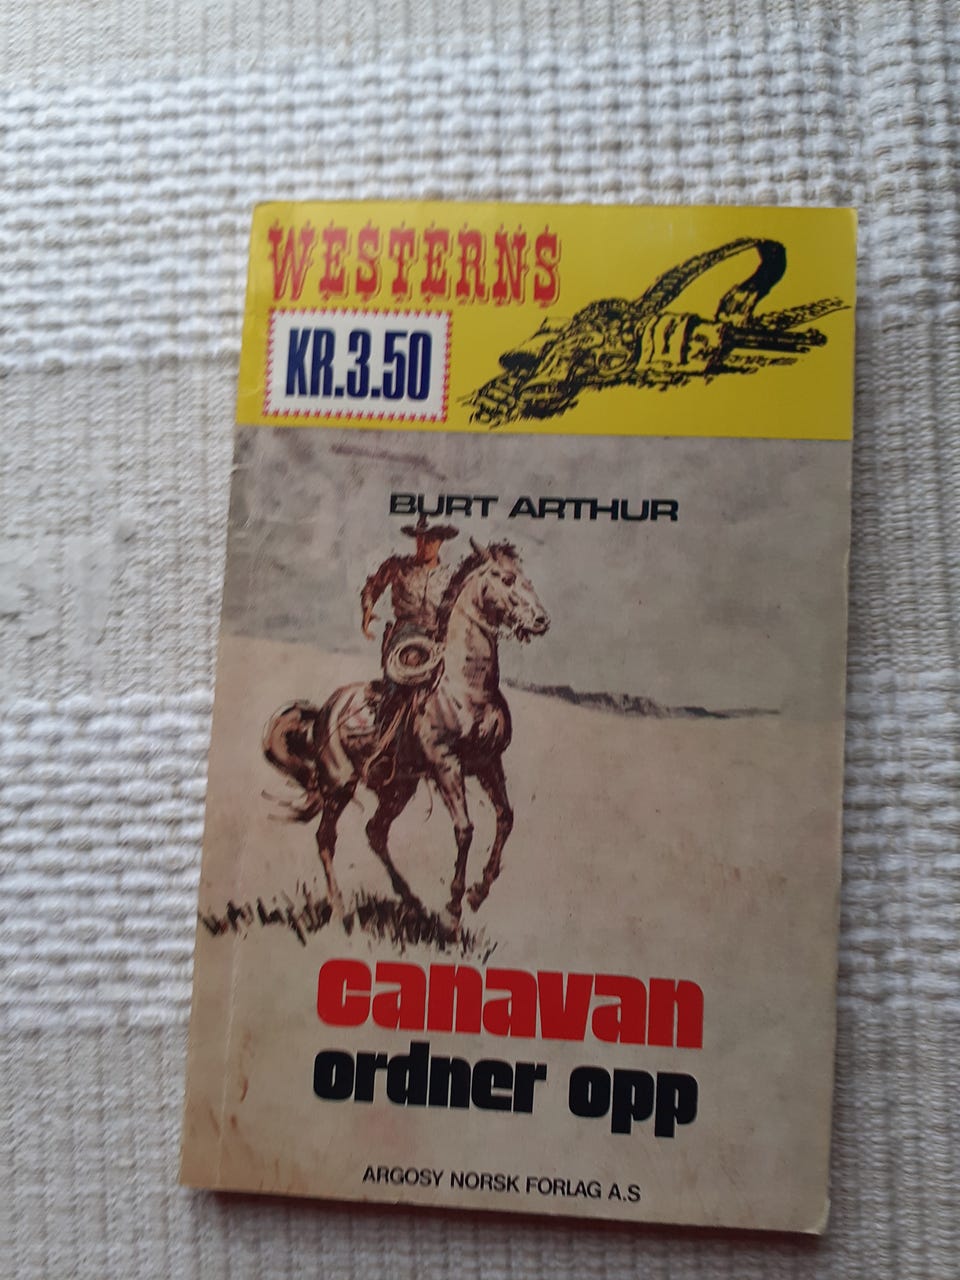 WESTERNS
KR.3.50
BURT ARTHUR
canavan
ordner opp
ARGOSY NORSK FORLAG A.S